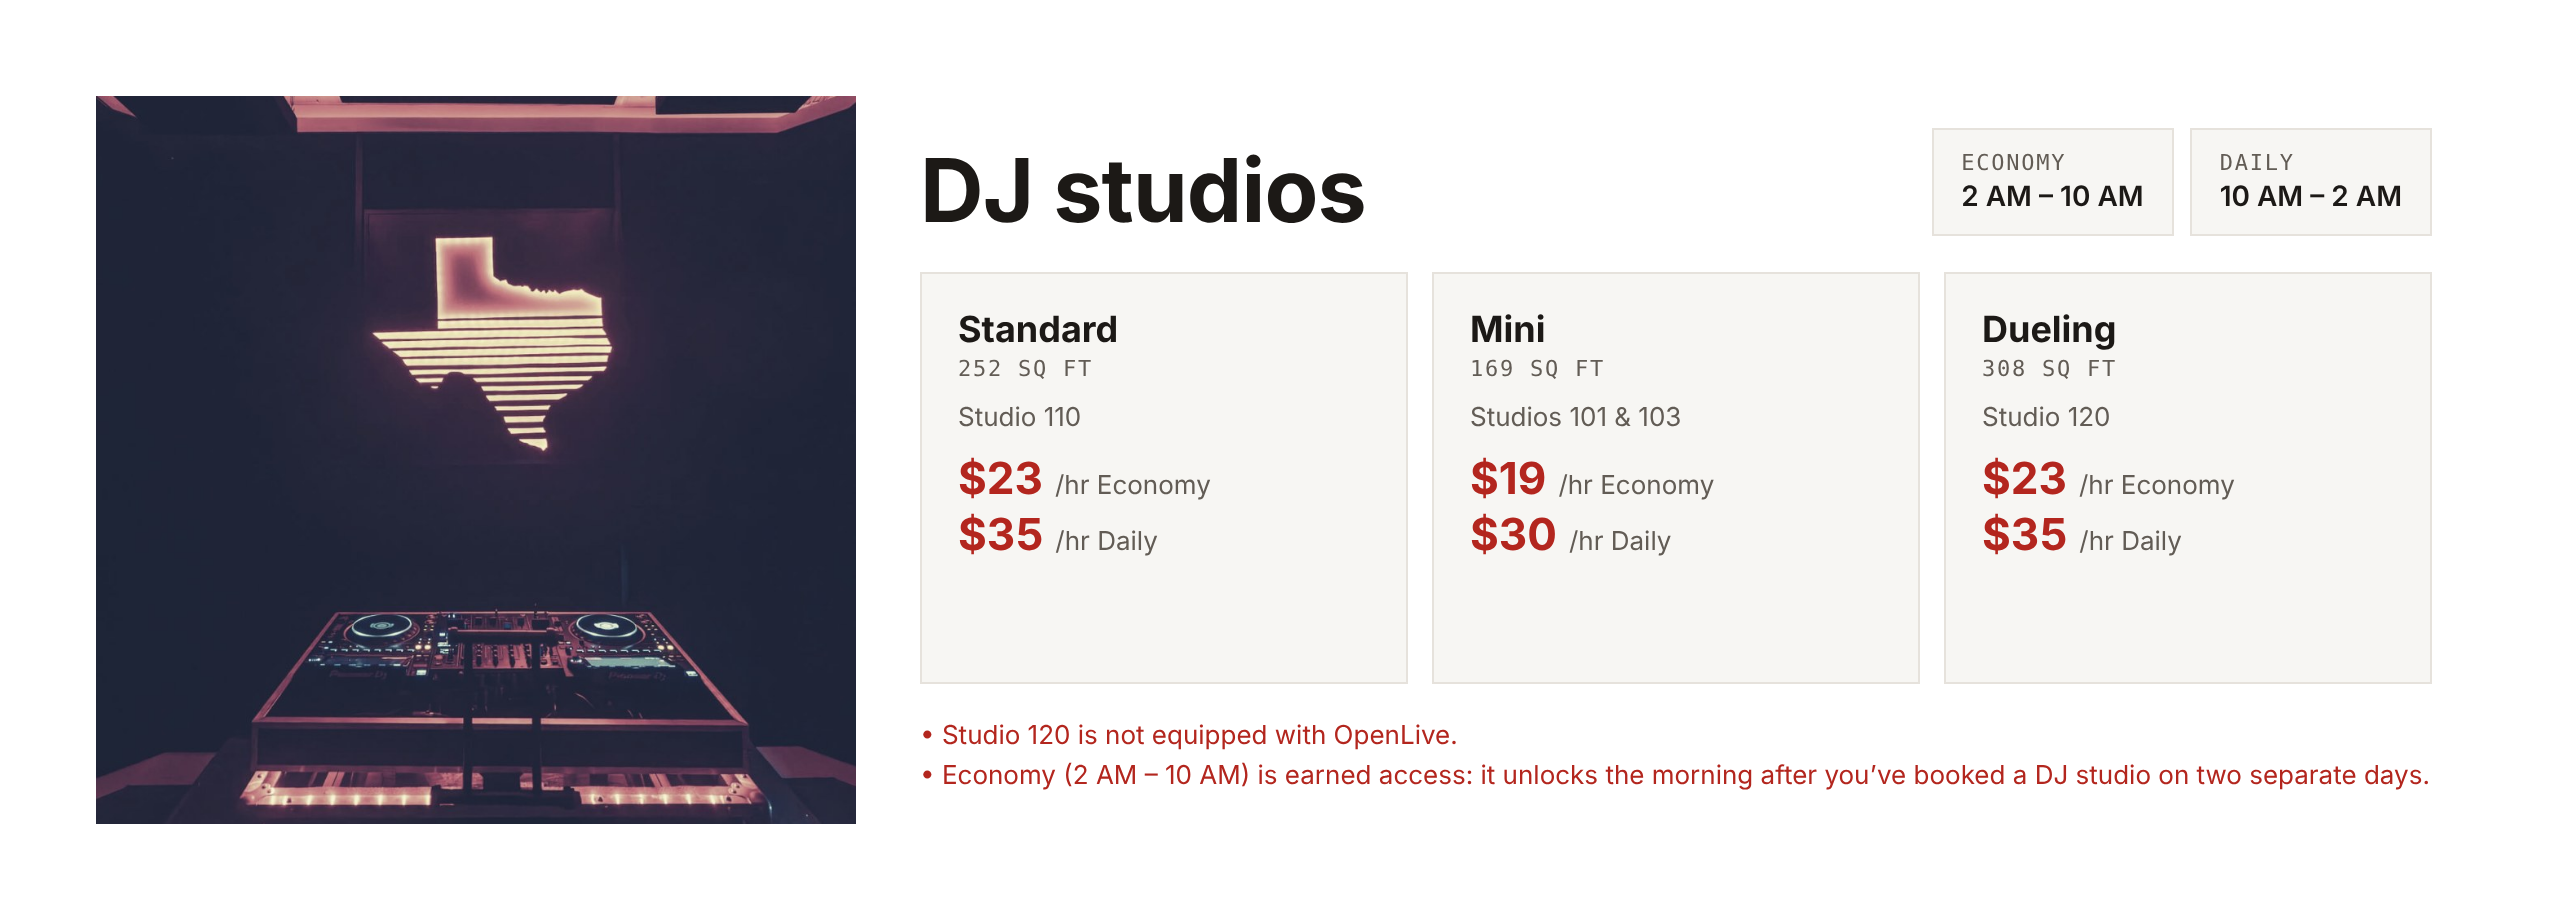 DJ studios
ECONOMY
2 AM – 10 AM
DAILY
10 AM – 2 AM
Standard
252 SQ FT
Studio 110
$23 /hr Economy
$35 /hr Daily
Mini
169 SQ FT
Studios 101 & 103
$19 /hr Economy
$30 /hr Daily
Dueling
308 SQ FT
Studio 120
$23 /hr Economy
$35 /hr Daily
• Studio 120 is not equipped with OpenLive.
• Economy (2 AM – 10 AM) is earned access: it unlocks the morning after you’ve booked a DJ studio on two separate days.